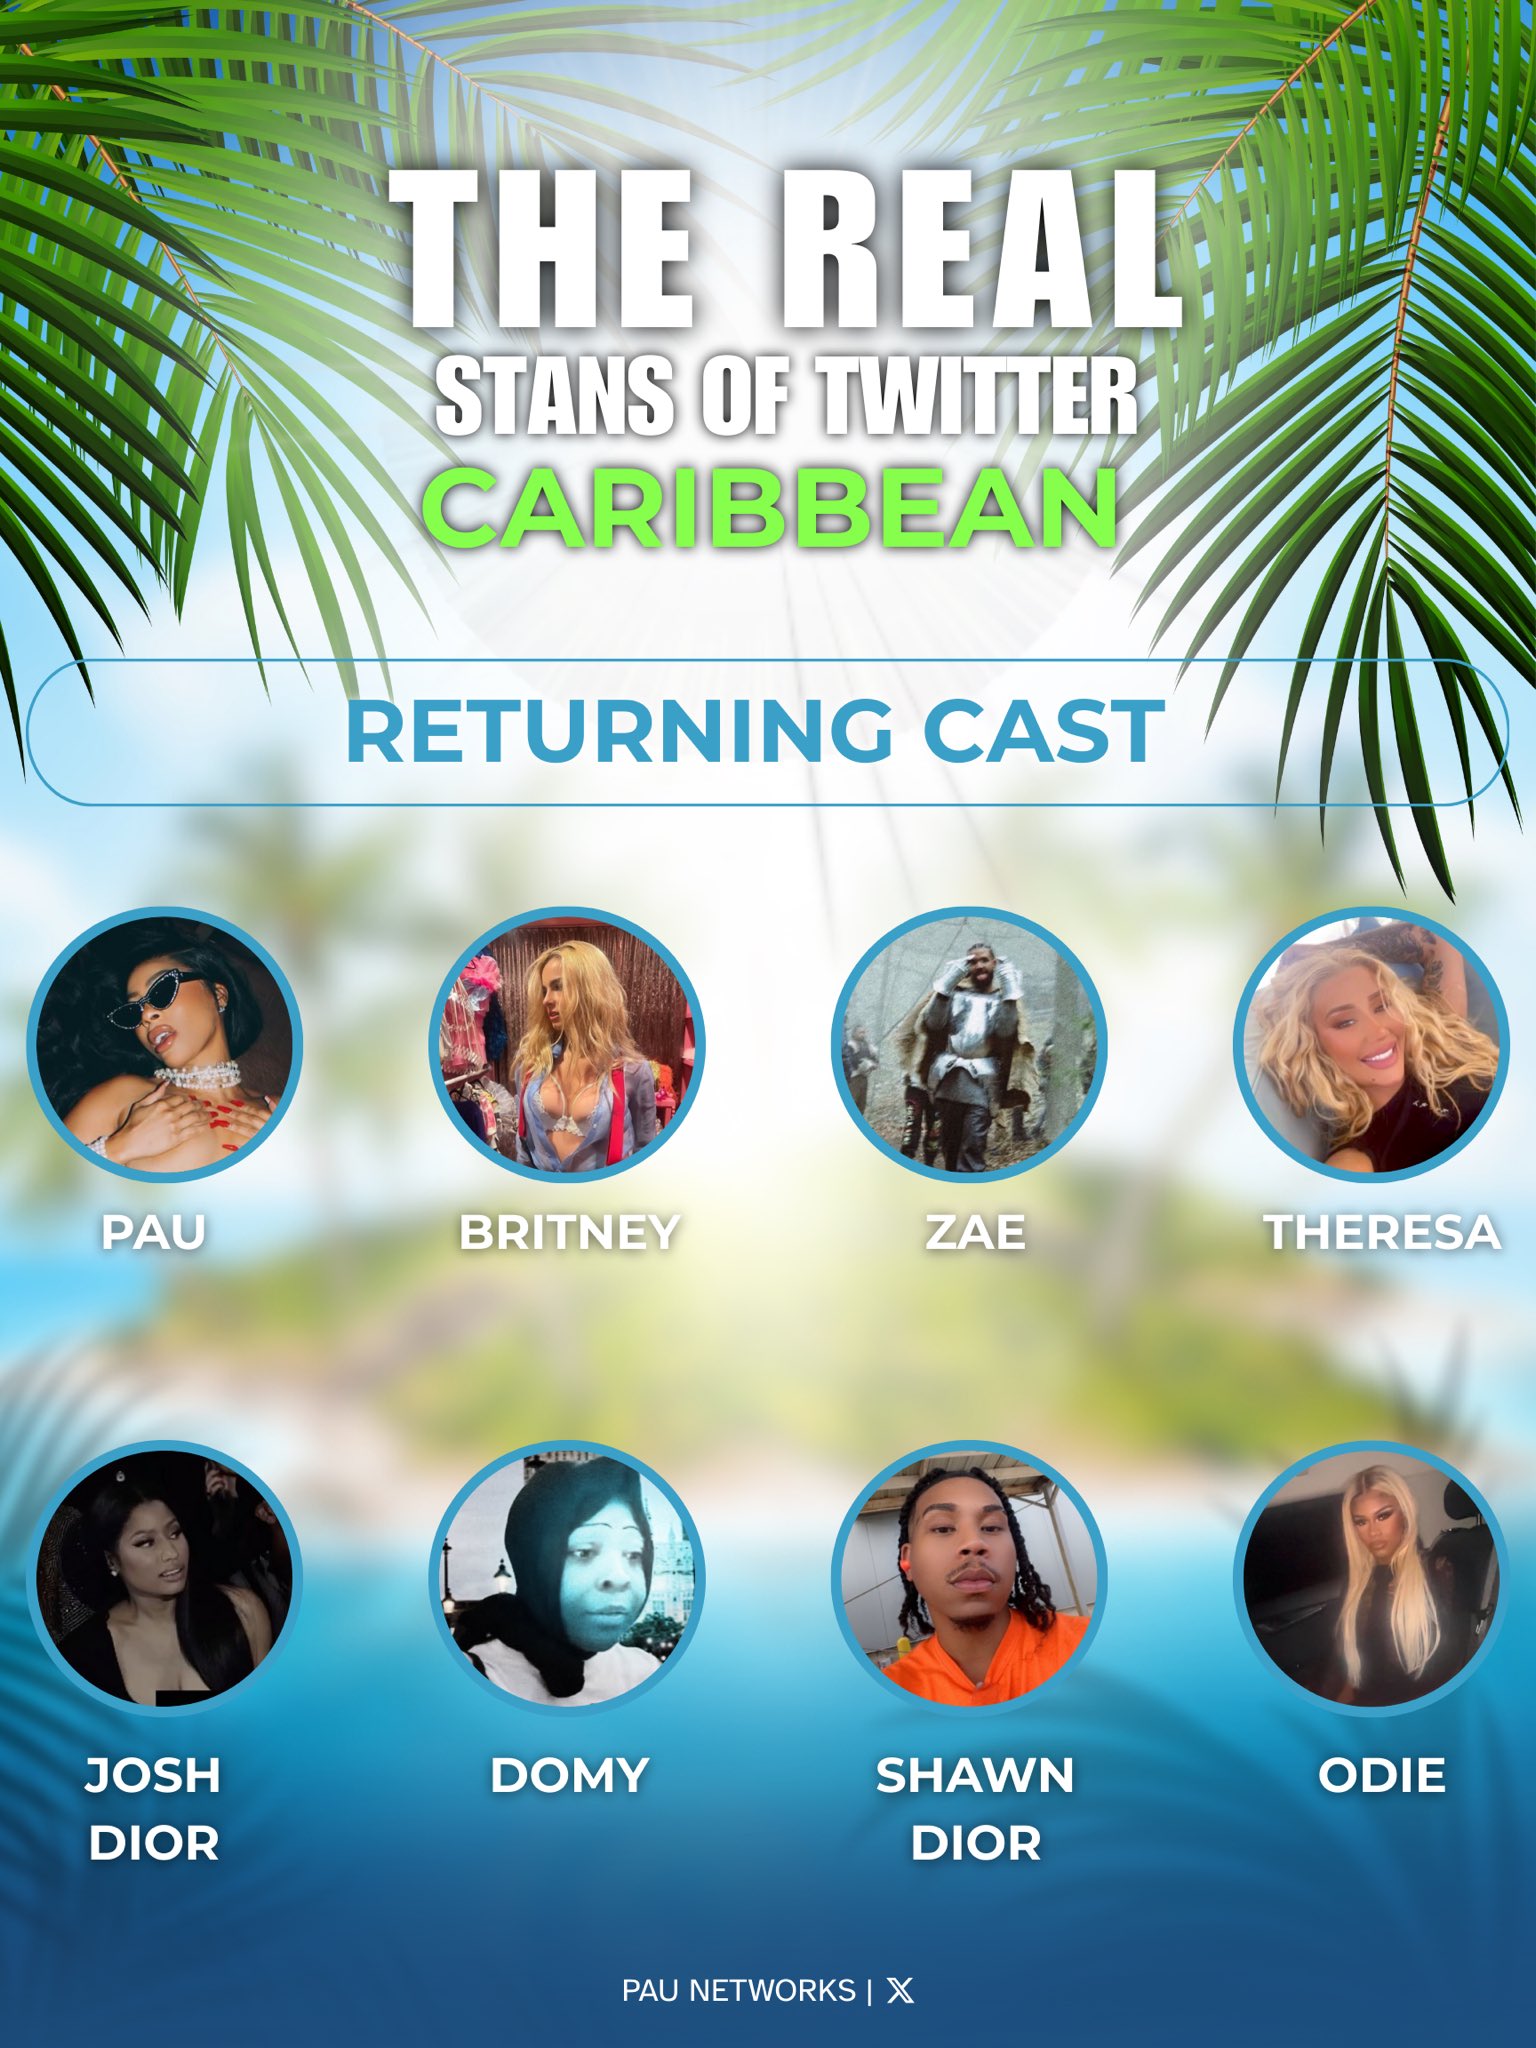 THE REAL
STANS OF TWITTER
CARIBBEAN
RETURNING CAST
PAU
BRITNEY
ZAE
THERESA
JOSH
DIOR
DOMY
SHAWN
DIOR
ODIE
PAU NETWORKS | X